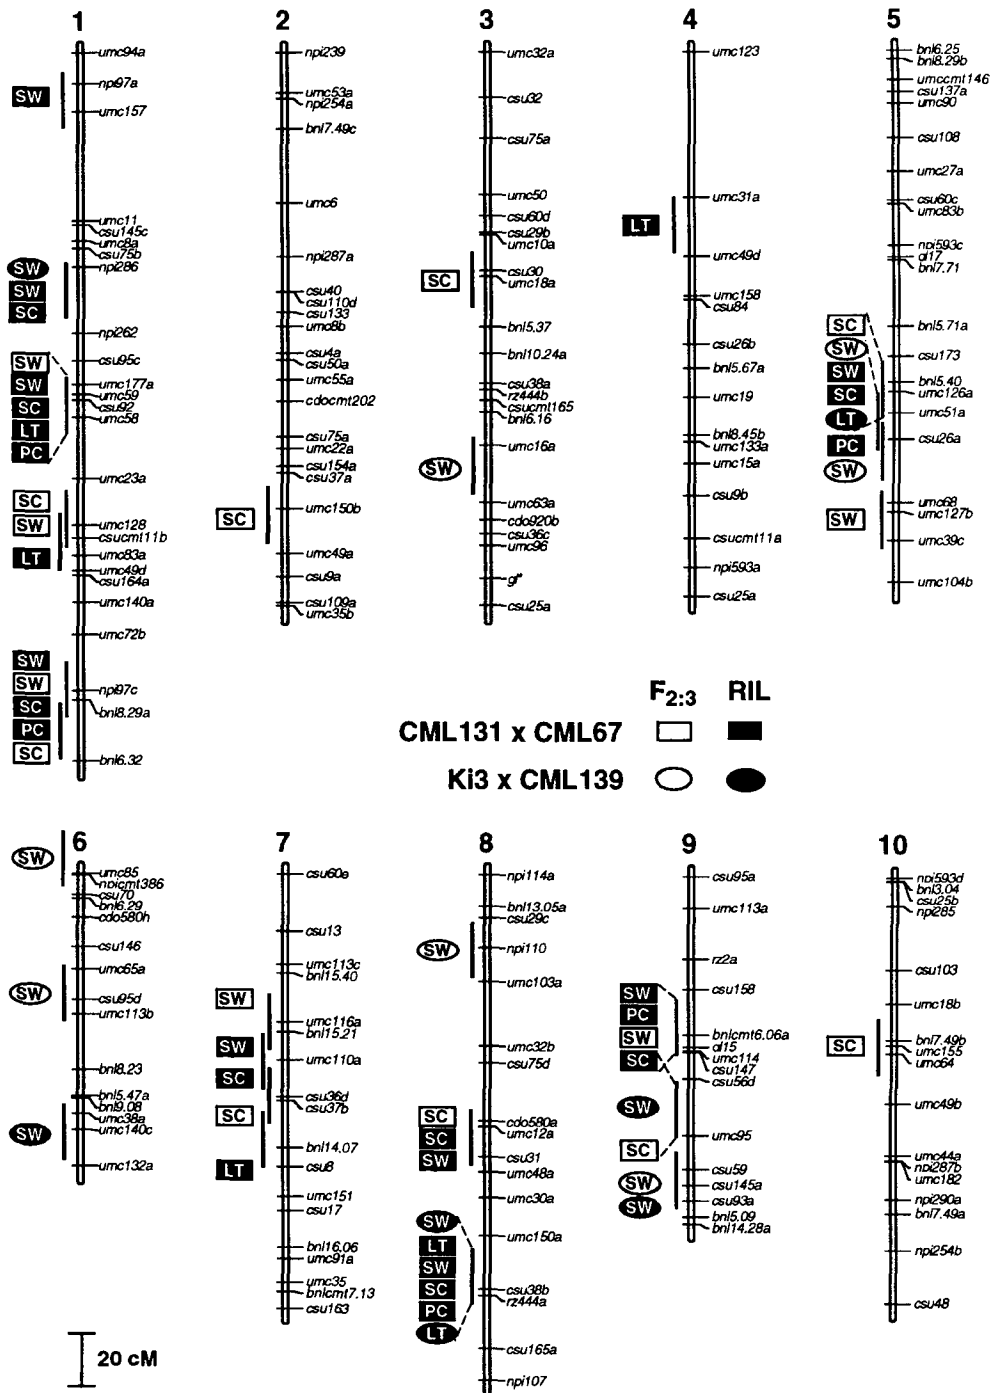 1
umc94a
npi97a
SW
umc157
umc11
csu145c
umc8a
csu75b
SW
npi286
SW
SC
npi262
SW
csu95c
SW
umc177a
umc59
SC
csu92
LT
umc58
PC
umc23a
SC
SW
umc128
csucmt11b
LT
umc83a
umc49d
csu164a
umc140a
umc72b
SW
SW
npi97c
SC
bnl8.29a
PC
SC
bnl6.32
2
npi239
umc53a
npi254a
bnl7.49c
umc6
npi287a
csu40
csu110d
csu133
umc8b
csu4a
csu50a
umc55a
cdocmt202
csu75a
umc22a
csu154a
csu37a
SC
umc150b
umc49a
csu9a
csu109a
umc35b
3
umc32a
csu32
csu75a
umc50
csu60d
csu29b
umc10a
csu30
SC
umc18a
bnl5.37
bnl10.24a
csu38a
rz444b
csucmt165
bnl6.16
umc16a
SW
umc63a
cdo920b
csu36c
umc96
gl*
csu25a
4
umc123
umc31a
LT
umc49d
umc158
csu84
csu26b
bnl5.67a
umc19
bnl8.45b
umc133a
umc15a
csu9b
csucmt11a
npi593a
csu25a
5
bnl6.25
bnl8.29b
umccmt146
csu137a
umc90
csu108
umc27a
csu60c
umc83b
npi593c
gl17
bnl7.71
SC
bnl5.71a
SW
csu173
SW
bnl5.40
SC
umc126a
LT
umc51a
PC
csu26a
SW
umc68
SW
umc127b
umc39c
umc104b
F2:3 RIL
CML131 x CML67
Ki3 x CML139
6
SW
umc85
npicmt386
csu70
bnl6.29
cdo580h
csu146
umc65a
SW
csu95d
umc113b
bnl8.23
bnl5.47a
bnl9.08
umc38a
SW
umc140c
umc132a
7
csu60e
csu13
umc113c
bnl15.40
SW
umc116a
bnl15.21
SW
umc110a
SC
csu36d
csu37b
SC
bnl14.07
LT
csu8
umc151
csu17
bnl16.06
umc91a
umc35
bnlcmt7.13
csu163
8
npi114a
bnl13.05a
csu29c
SW
npi110
umc103a
umc32b
csu75d
SC
cdo580a
umc12a
SC
SW
csu31
umc48a
umc30a
SW
umc150a
LT
SW
SC
csu38b
PC
rz444a
LT
csu165a
npi107
9
csu95a
umc113a
rz2a
SW
csu158
PC
SW
bnlcmt6.06a
gl15
SC
umc114
csu147
csu56d
SW
umc95
SC
csu59
SW
csu145a
SW
csu93a
bnl5.09
bnl14.28a
10
npi593d
bnl3.04
csu25b
npi285
csu103
umc18b
SC
bnl7.49b
umc155
umc64
umc49b
umc44a
npi287b
umc182
npi290a
bnl7.49a
npi254b
csu48
20 cM